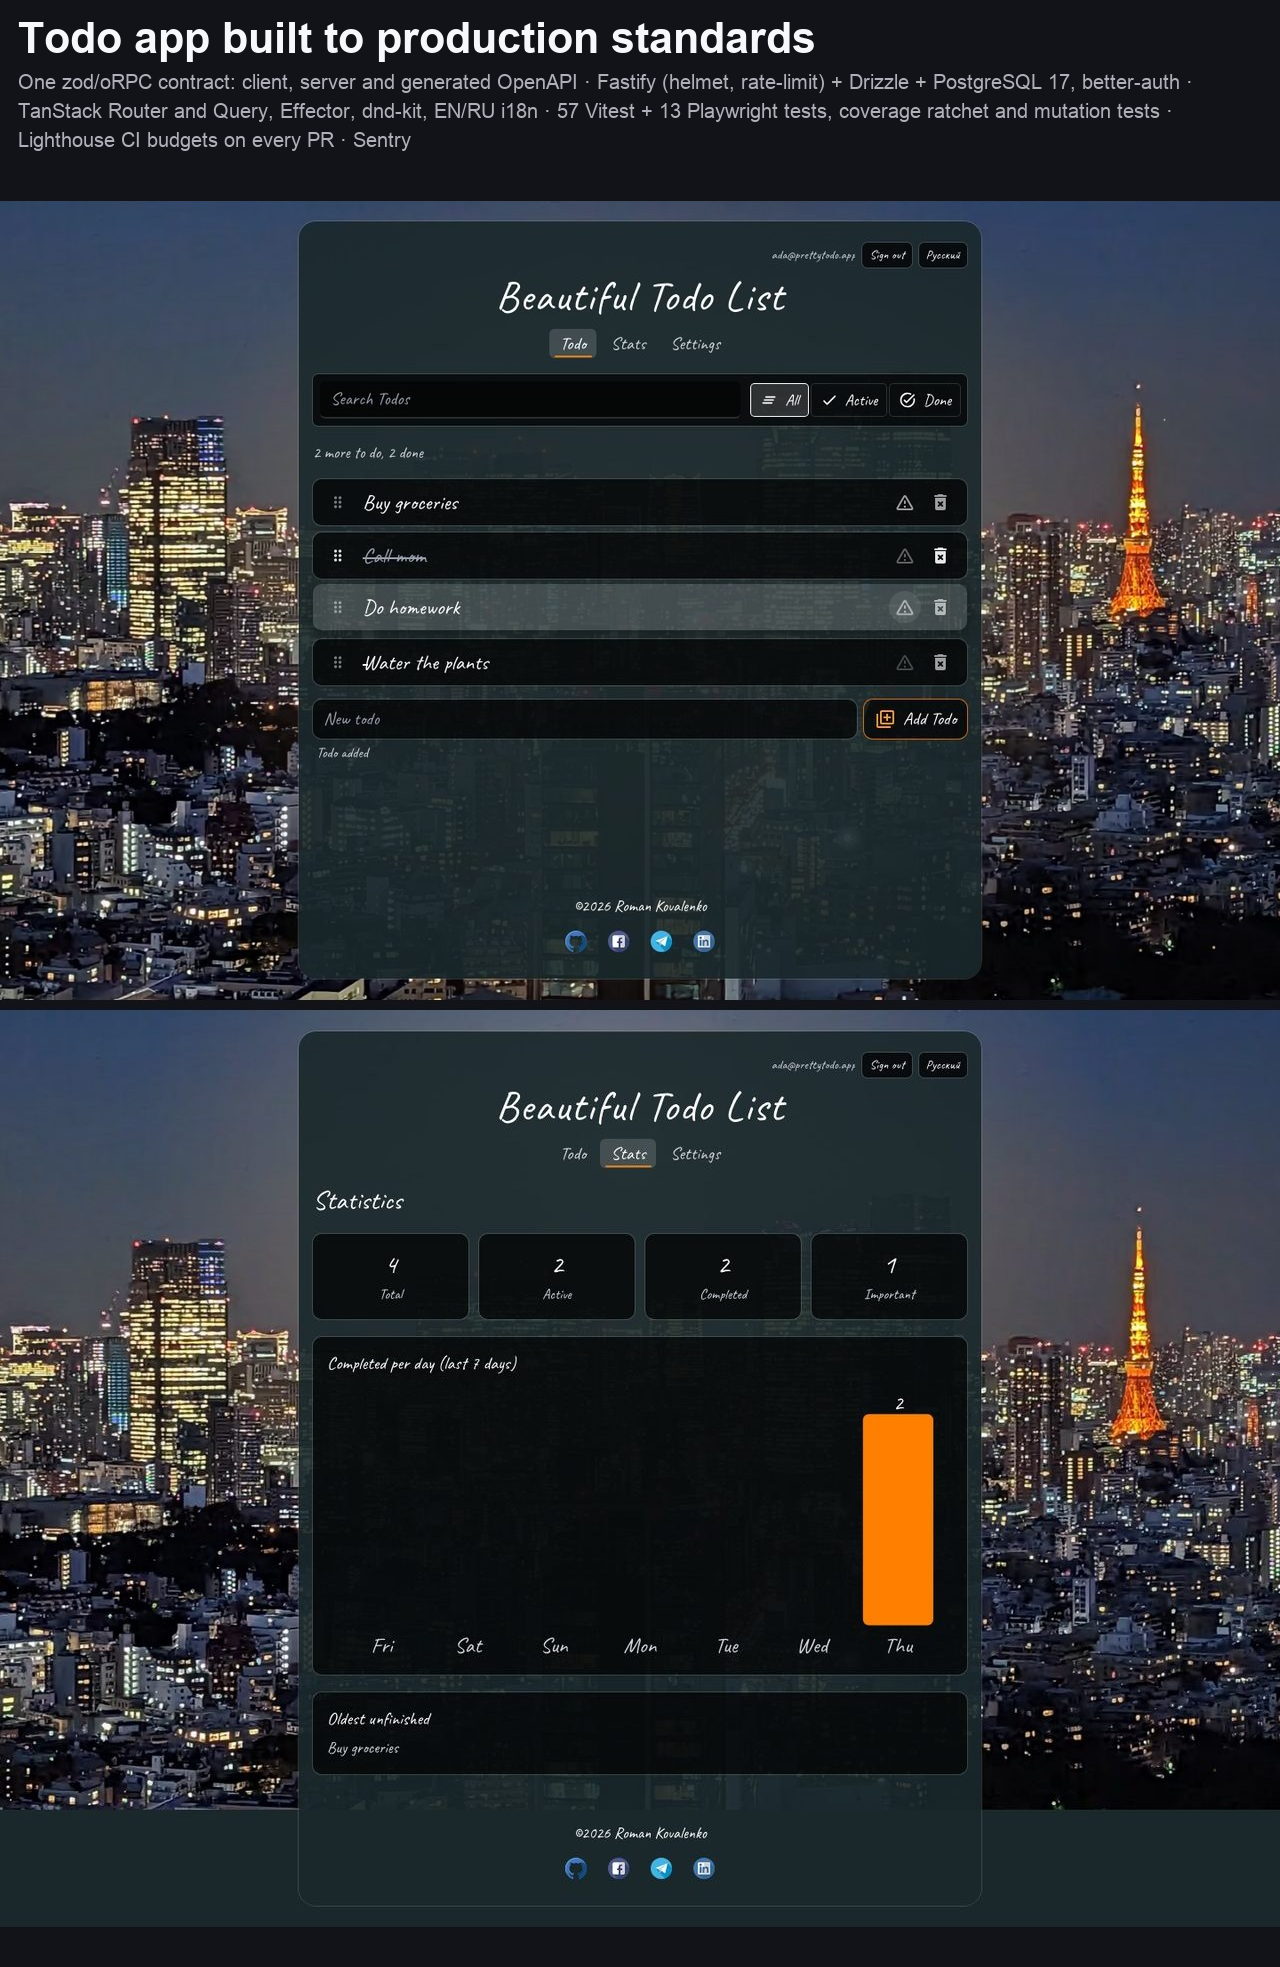 Todo app built to production standards
One zod/oRPC contract: client, server and generated OpenAPI · Fastify (helmet, rate-limit) + Drizzle + PostgreSQL 17, better-auth ·
TanStack Router and Query, Effector, dnd-kit, EN/RU i18n · 57 Vitest + 13 Playwright tests, coverage ratchet and mutation tests ·
Lighthouse CI budgets on every PR · Sentry
ada@prettytodo.app Sign out Русский
Beautiful Todo List
Todo Stats Settings
Search Todos All Active Done
2 more to do, 2 done
Buy groceries
Call mom
Do homework
Water the plants
New todo Add Todo
Todo added
©2026 Roman Kovalenko
ada@prettytodo.app Sign out Русский
Beautiful Todo List
Todo Stats Settings
Statistics
4 2 2 1
Total Active Completed Important
Completed per day (last 7 days)
2
Fri Sat Sun Mon Tue Wed Thu
Oldest unfinished
Buy groceries
©2026 Roman Kovalenko